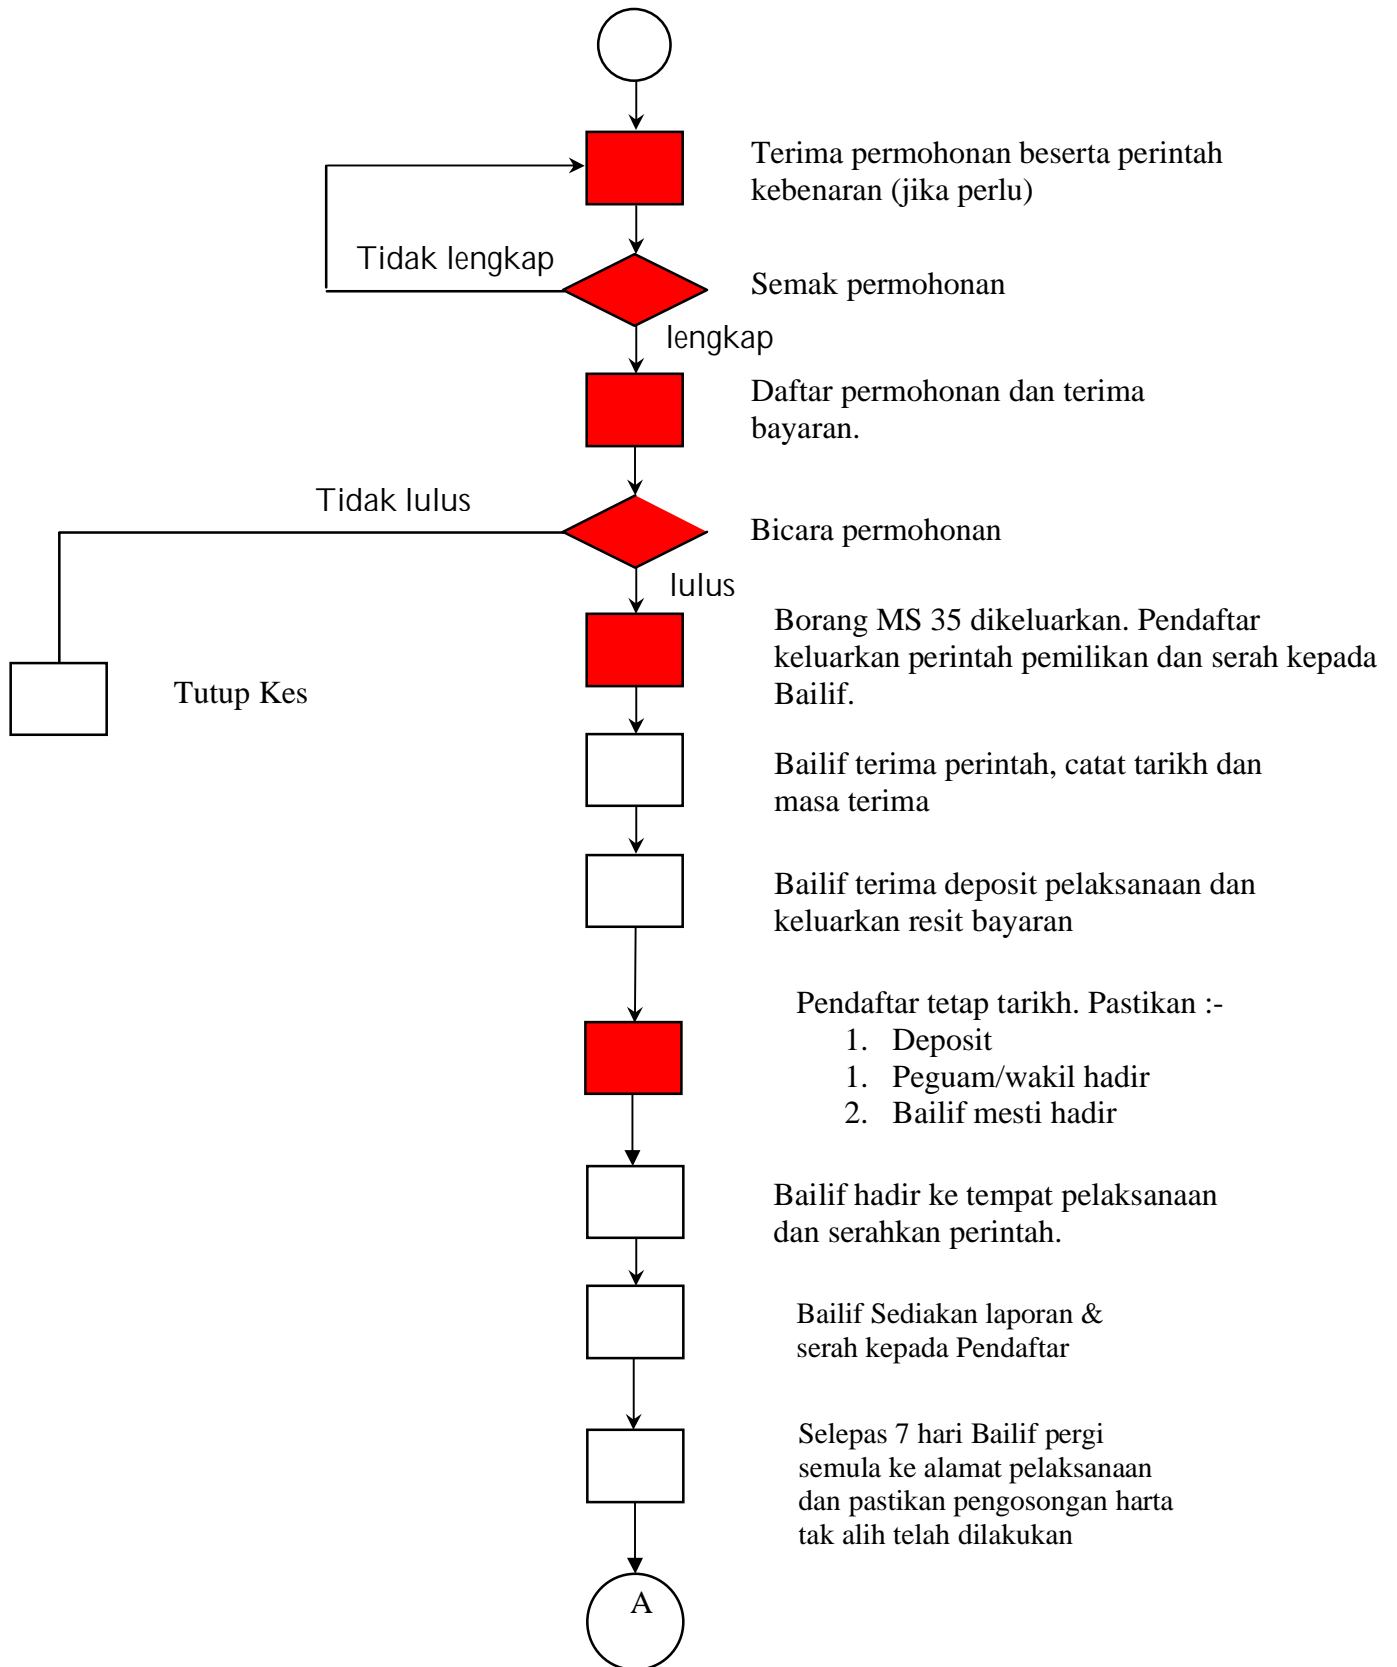 Terima permohonan beserta perintah
kebenaran (jika perlu)
Tidak lengkap
Semak permohonan
lengkap
Daftar permohonan dan terima
bayaran.
Tidak lulus
Bicara permohonan
lulus
Borang MS 35 dikeluarkan. Pendaftar
keluarkan perintah pemilikan dan serah kepada
Bailif.
Tutup Kes
Bailif terima perintah, catat tarikh dan
masa terima
Bailif terima deposit pelaksanaan dan
keluarkan resit bayaran
Pendaftar tetap tarikh. Pastikan :-
1. Deposit
1. Peguam/wakil hadir
2. Bailif mesti hadir
Bailif hadir ke tempat pelaksanaan
dan serahkan perintah.
Bailif Sediakan laporan &
serah kepada Pendaftar
Selepas 7 hari Bailif pergi
semula ke alamat pelaksanaan
dan pastikan pengosongan harta
tak alih telah dilakukan
A